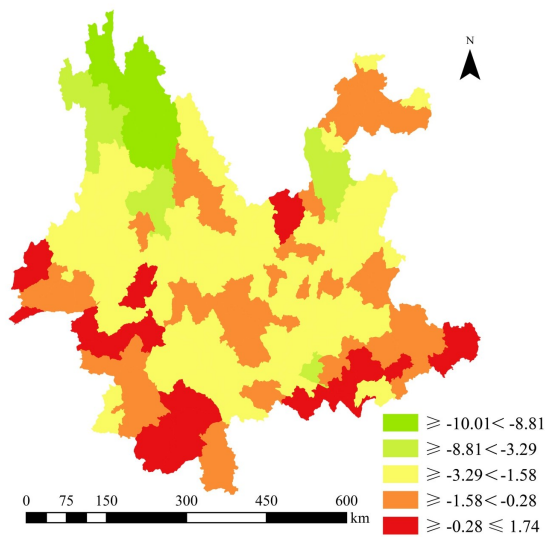 N
≥ -10.01< -8.81
≥ -8.81< -3.29
≥ -3.29< -1.58
≥ -1.58< -0.28
≥ -0.28 ≤ 1.74
0 75 150 300 450 600
km